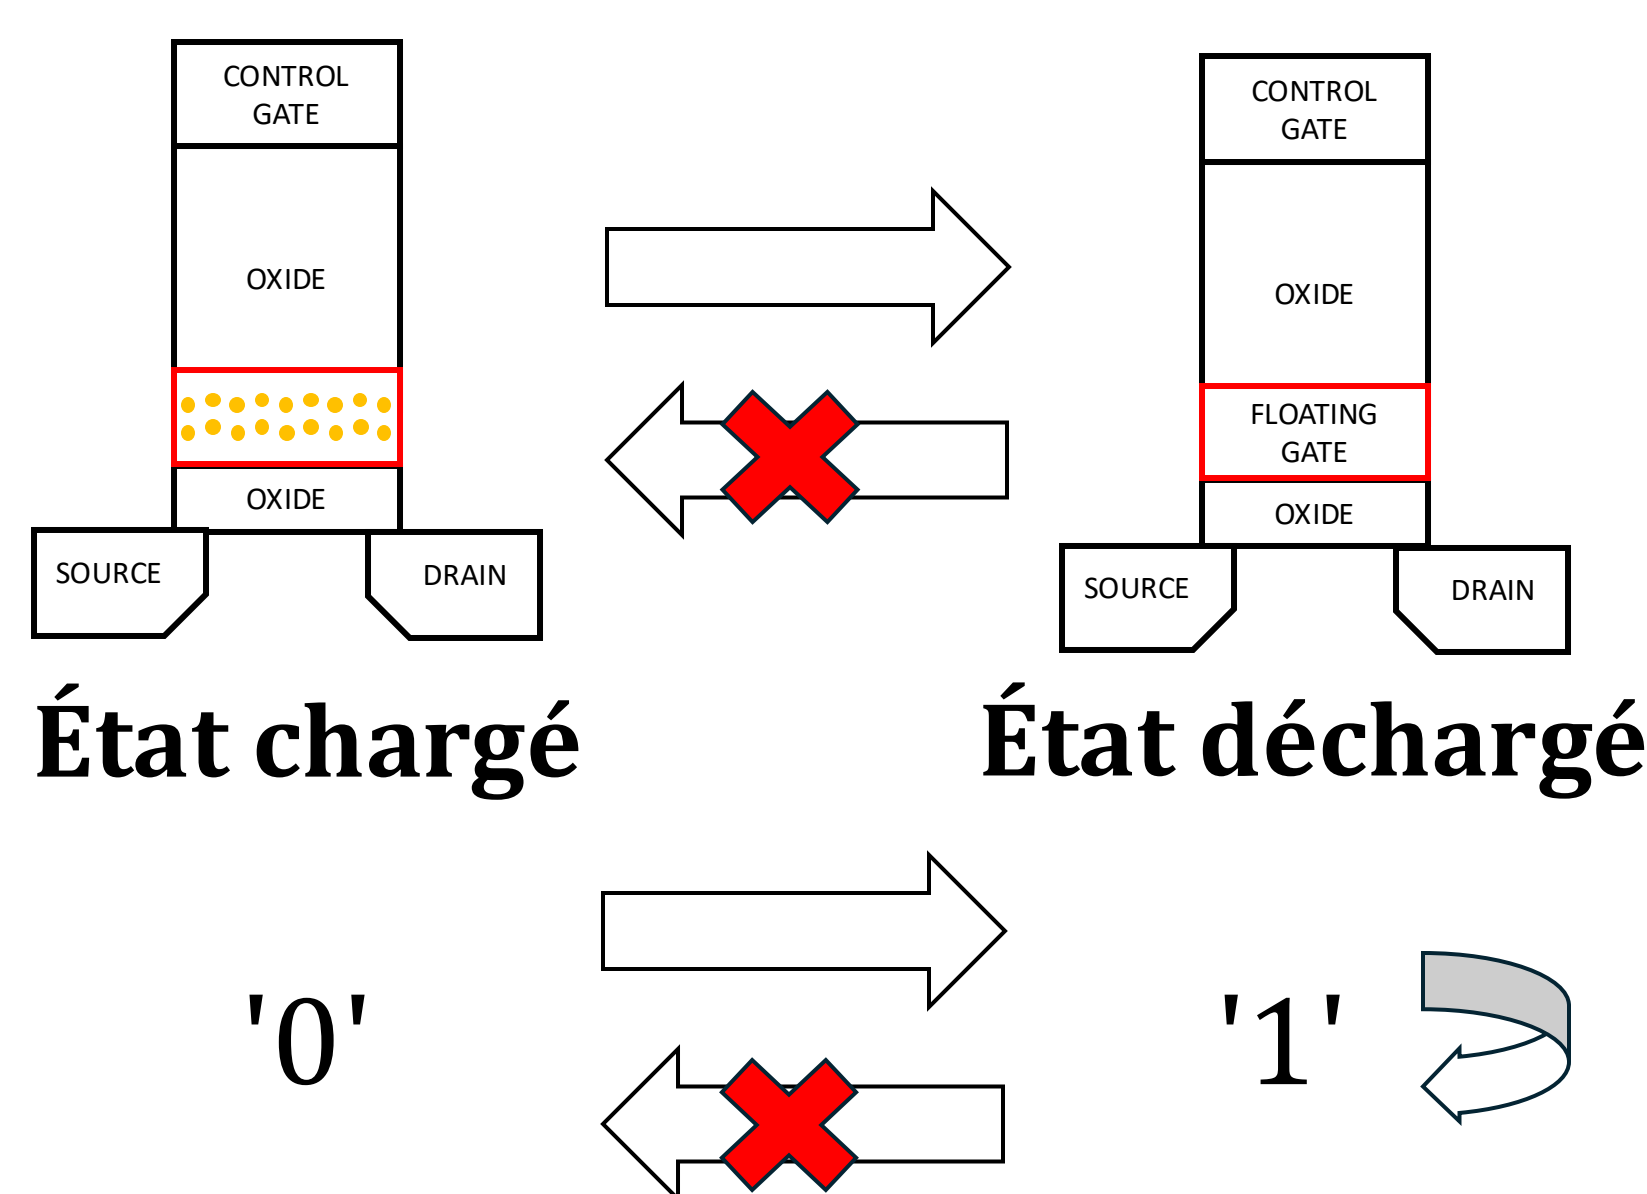 CONTROL
GATE
OXIDE
OXIDE
SOURCE
DRAIN
CONTROL
GATE
OXIDE
FLOATING
GATE
OXIDE
SOURCE
DRAIN
État chargé
État déchargé
'0'
'1'